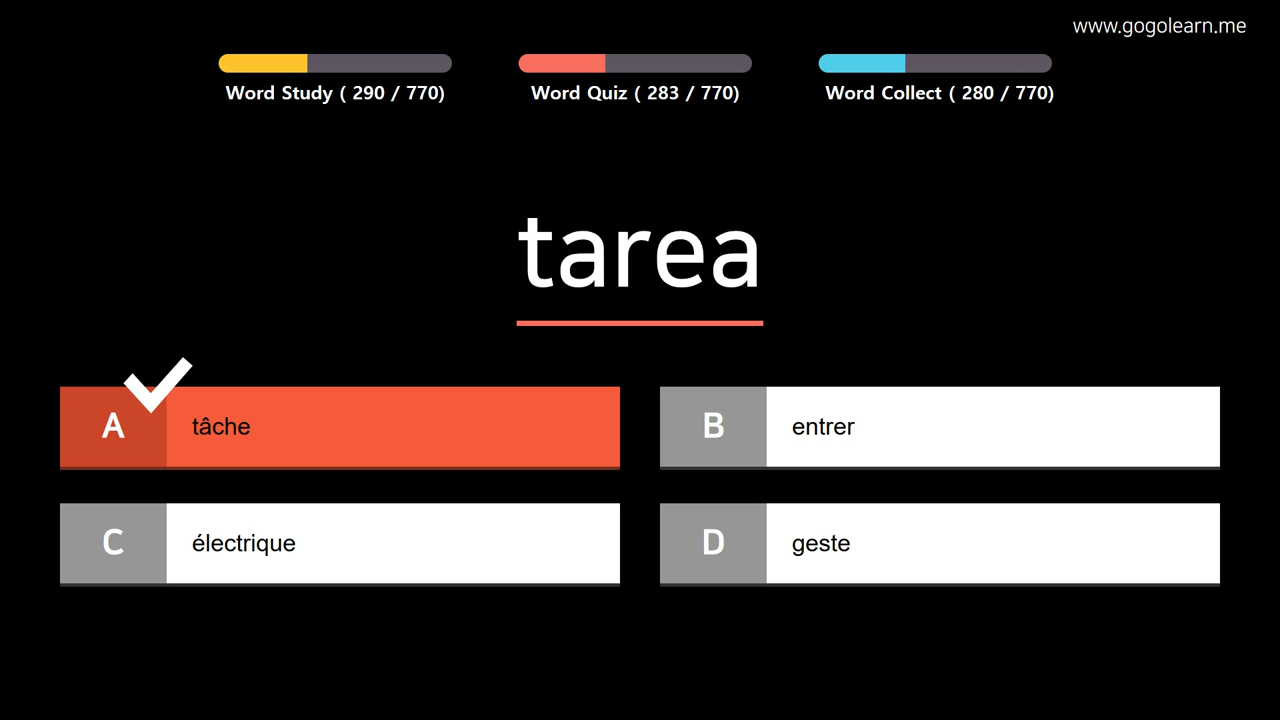 www.gogolearn.me
Word Study ( 290 / 770)
Word Quiz ( 283 / 770)
Word Collect ( 280 / 770)
tarea
A tâche
B entrer
C électrique
D geste